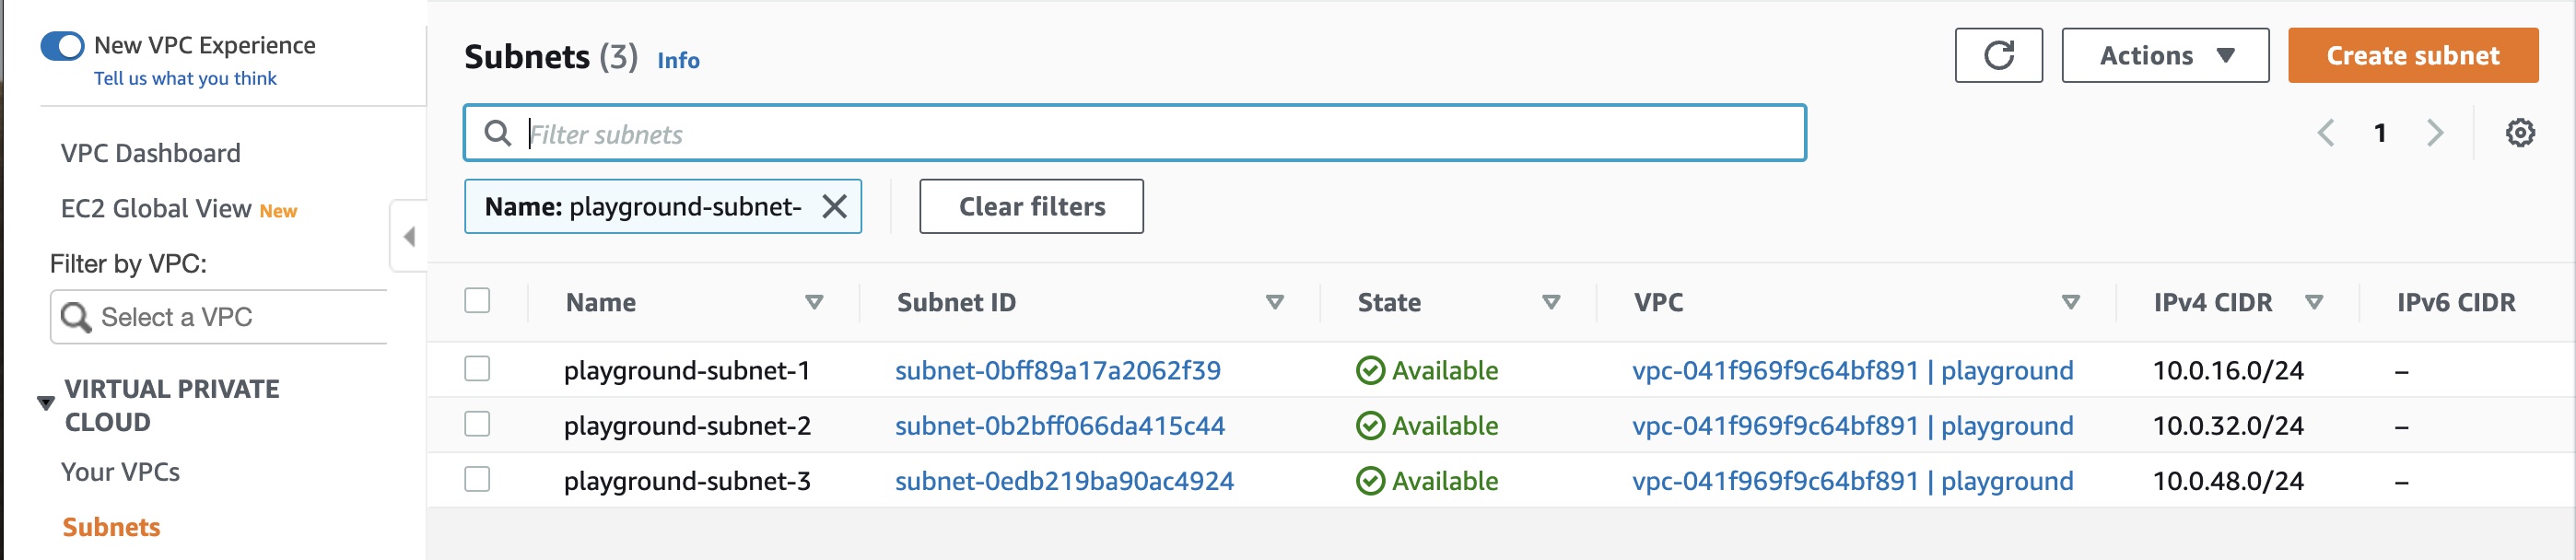 New VPC Experience
Tell us what you think
VPC Dashboard
EC2 Global View New
Filter by VPC:
Select a VPC
VIRTUAL PRIVATE
CLOUD
Your VPCs
Subnets
Subnets (3) Info
Actions
Create subnet
Filter subnets
1
Name: playground-subnet-
Clear filters
Name Subnet ID State VPC IPv4 CIDR IPv6 CIDR
playground-subnet-1 subnet-0bff89a17a2062f39 Available vpc-041f969f9c64bf891 | playground 10.0.16.0/24 –
playground-subnet-2 subnet-0b2bff066da415c44 Available vpc-041f969f9c64bf891 | playground 10.0.32.0/24 –
playground-subnet-3 subnet-0edb219ba90ac4924 Available vpc-041f969f9c64bf891 | playground 10.0.48.0/24 –